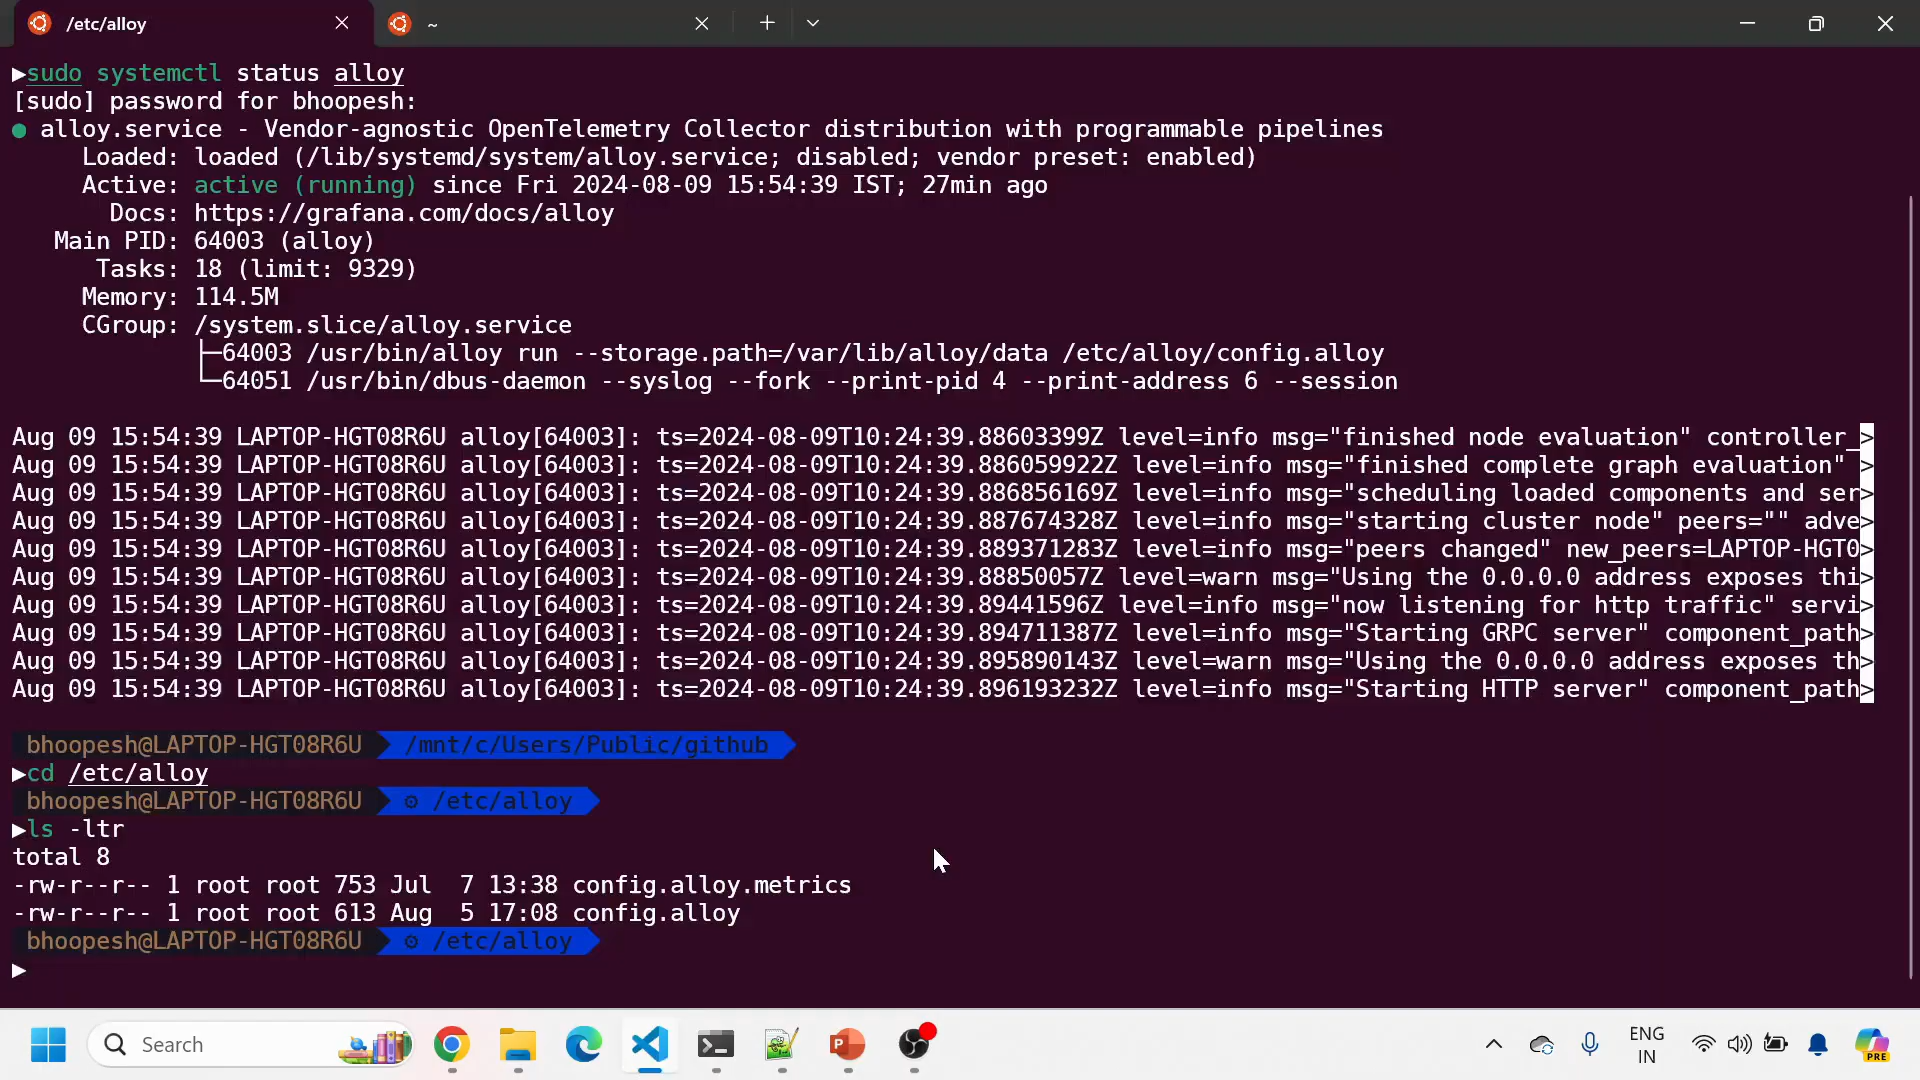 /etc/alloy
~
▶sudo systemctl status alloy
[sudo] password for bhoopesh:
● alloy.service - Vendor-agnostic OpenTelemetry Collector distribution with programmable pipelines
Loaded: loaded (/lib/systemd/system/alloy.service; disabled; vendor preset: enabled)
Active: active (running) since Fri 2024-08-09 15:54:39 IST; 27min ago
Docs: https://grafana.com/docs/alloy
Main PID: 64003 (alloy)
Tasks: 18 (limit: 9329)
Memory: 114.5M
CGroup: /system.slice/alloy.service
├─64003 /usr/bin/alloy run --storage.path=/var/lib/alloy/data /etc/alloy/config.alloy
└─64051 /usr/bin/dbus-daemon --syslog --fork --print-pid 4 --print-address 6 --session
Aug 09 15:54:39 LAPTOP-HGT08R6U alloy[64003]: ts=2024-08-09T10:24:39.88603399Z level=info msg="finished node evaluation" controller_>
Aug 09 15:54:39 LAPTOP-HGT08R6U alloy[64003]: ts=2024-08-09T10:24:39.886059922Z level=info msg="finished complete graph evaluation" >
Aug 09 15:54:39 LAPTOP-HGT08R6U alloy[64003]: ts=2024-08-09T10:24:39.886856169Z level=info msg="scheduling loaded components and ser>
Aug 09 15:54:39 LAPTOP-HGT08R6U alloy[64003]: ts=2024-08-09T10:24:39.887674328Z level=info msg="starting cluster node" peers="" adve>
Aug 09 15:54:39 LAPTOP-HGT08R6U alloy[64003]: ts=2024-08-09T10:24:39.889371283Z level=info msg="peers changed" new_peers=LAPTOP-HGT0>
Aug 09 15:54:39 LAPTOP-HGT08R6U alloy[64003]: ts=2024-08-09T10:24:39.88850057Z level=warn msg="Using the 0.0.0.0 address exposes thi>
Aug 09 15:54:39 LAPTOP-HGT08R6U alloy[64003]: ts=2024-08-09T10:24:39.89441596Z level=info msg="now listening for http traffic" servi>
Aug 09 15:54:39 LAPTOP-HGT08R6U alloy[64003]: ts=2024-08-09T10:24:39.894711387Z level=info msg="Starting GRPC server" component_path>
Aug 09 15:54:39 LAPTOP-HGT08R6U alloy[64003]: ts=2024-08-09T10:24:39.895890143Z level=warn msg="Using the 0.0.0.0 address exposes th>
Aug 09 15:54:39 LAPTOP-HGT08R6U alloy[64003]: ts=2024-08-09T10:24:39.896193232Z level=info msg="Starting HTTP server" component_path>
bhoopesh@LAPTOP-HGT08R6U /mnt/c/Users/Public/github
▶cd /etc/alloy
bhoopesh@LAPTOP-HGT08R6U ⚙ /etc/alloy
▶ls -ltr
total 8
-rw-r--r-- 1 root root 753 Jul  7 13:38 config.alloy.metrics
-rw-r--r-- 1 root root 613 Aug  5 17:08 config.alloy
bhoopesh@LAPTOP-HGT08R6U ⚙ /etc/alloy
▶
Search
ENG
IN
PRE